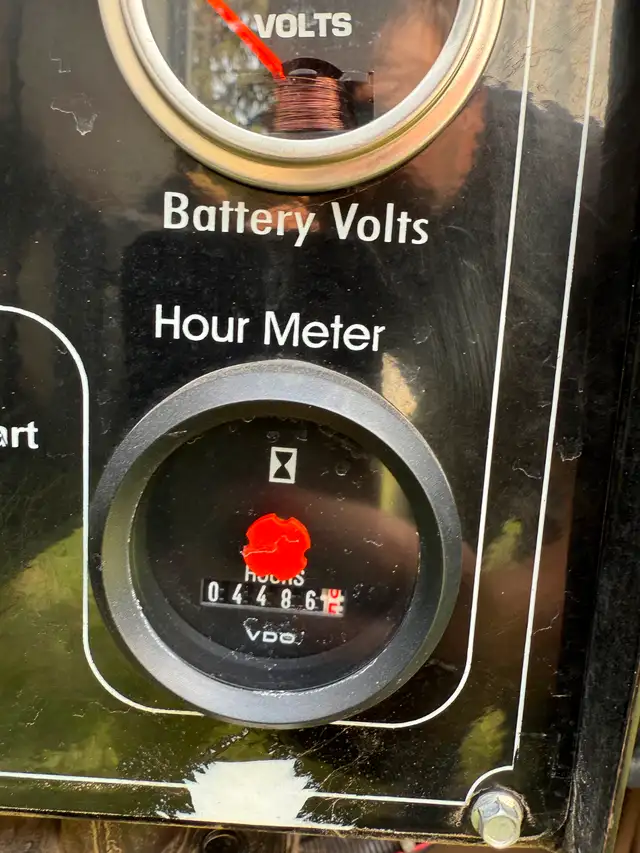 VOLTS
Battery Volts
Hour Meter
art
HOURS
04486
VDO